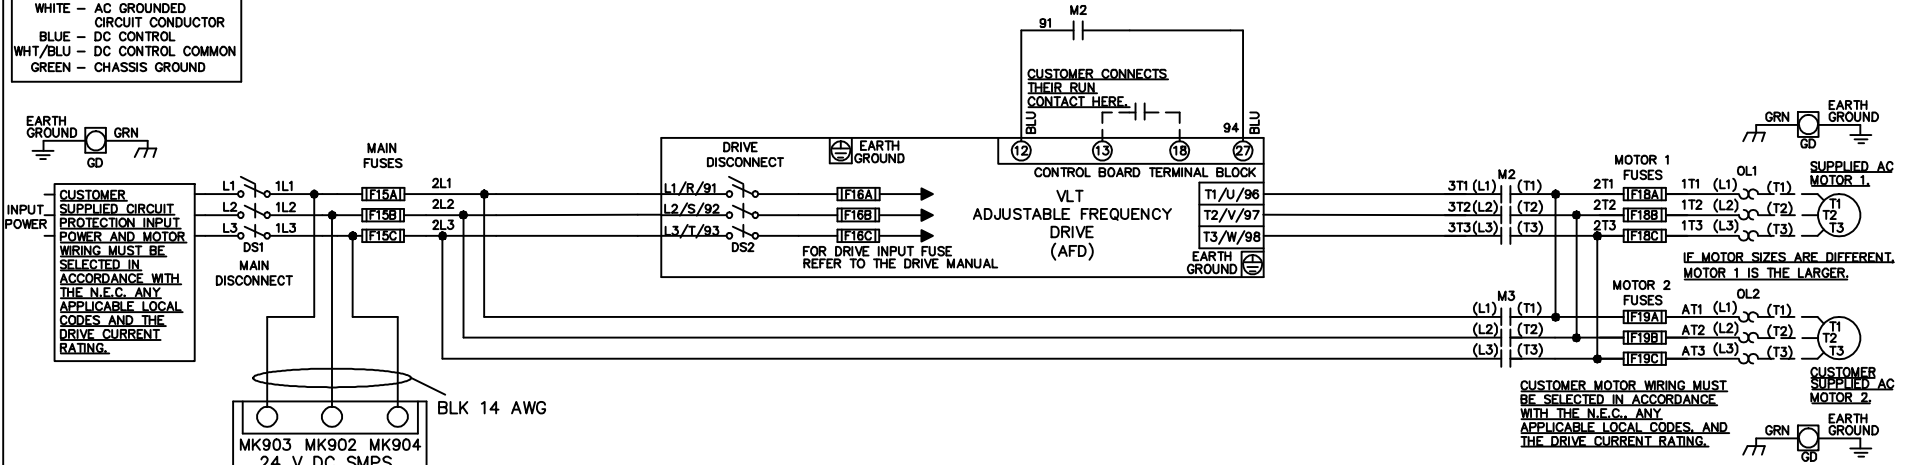 WHITE – AC GROUNDED
CIRCUIT CONDUCTOR
BLUE – DC CONTROL
WHT/BLU – DC CONTROL COMMON
GREEN – CHASSIS GROUND
EARTH
GROUND
GRN
GD
INPUT
POWER
CUSTOMER
SUPPLIED CIRCUIT
PROTECTION INPUT
POWER AND MOTOR
WIRING MUST BE
SELECTED IN
ACCORDANCE WITH
THE N.E.C. ANY
APPLICABLE LOCAL
CODES AND THE
DRIVE CURRENT
RATING.
L1
L2
L3
DS1
MAIN
DISCONNECT
1L1
1L2
1L3
MAIN
FUSES
F15A
F15B
F15C
2L1
2L2
2L3
BLK 14 AWG
MK903 MK902 MK904
24 V DC SMPS
L1/R/91
L2/S/92
L3/T/93
DRIVE
DISCONNECT
DS2
EARTH
GROUND
F16A
F16B
F16C
FOR DRIVE INPUT FUSE
REFER TO THE DRIVE MANUAL
91
M2
CUSTOMER CONNECTS
THEIR RUN
CONTACT HERE.
BLU
94
BLU
12
13
18
27
CONTROL BOARD TERMINAL BLOCK
VLT
ADJUSTABLE FREQUENCY
DRIVE
(AFD)
T1/U/96
T2/V/97
T3/W/98
EARTH
GROUND
M2
3T1 (L1) (T1)
3T2(L2) (T2)
3T3(L3) (T3)
M3
(L1) (T1)
(L2) (T2)
(L3) (T3)
MOTOR 1
FUSES
2T1
2T2
2T3
F18A
F18B
F18C
1T1 (L1)
1T2 (L2)
1T3 (L3)
OL1
(T1)
(T2)
(T3)
T1
T2
T3
GRN
EARTH
GROUND
GD
SUPPLIED AC
MOTOR 1.
IF MOTOR SIZES ARE DIFFERENT,
MOTOR 1 IS THE LARGER.
MOTOR 2
FUSES
F19A
F19B
F19C
AT1 (L1)
AT2 (L2)
AT3 (L3)
OL2
(T1)
(T2)
(T3)
T1
T2
T3
CUSTOMER
SUPPLIED AC
MOTOR 2.
CUSTOMER MOTOR WIRING MUST
BE SELECTED IN ACCORDANCE
WITH THE N.E.C., ANY
APPLICABLE LOCAL CODES, AND
THE DRIVE CURRENT RATING.
GRN
EARTH
GROUND
GD